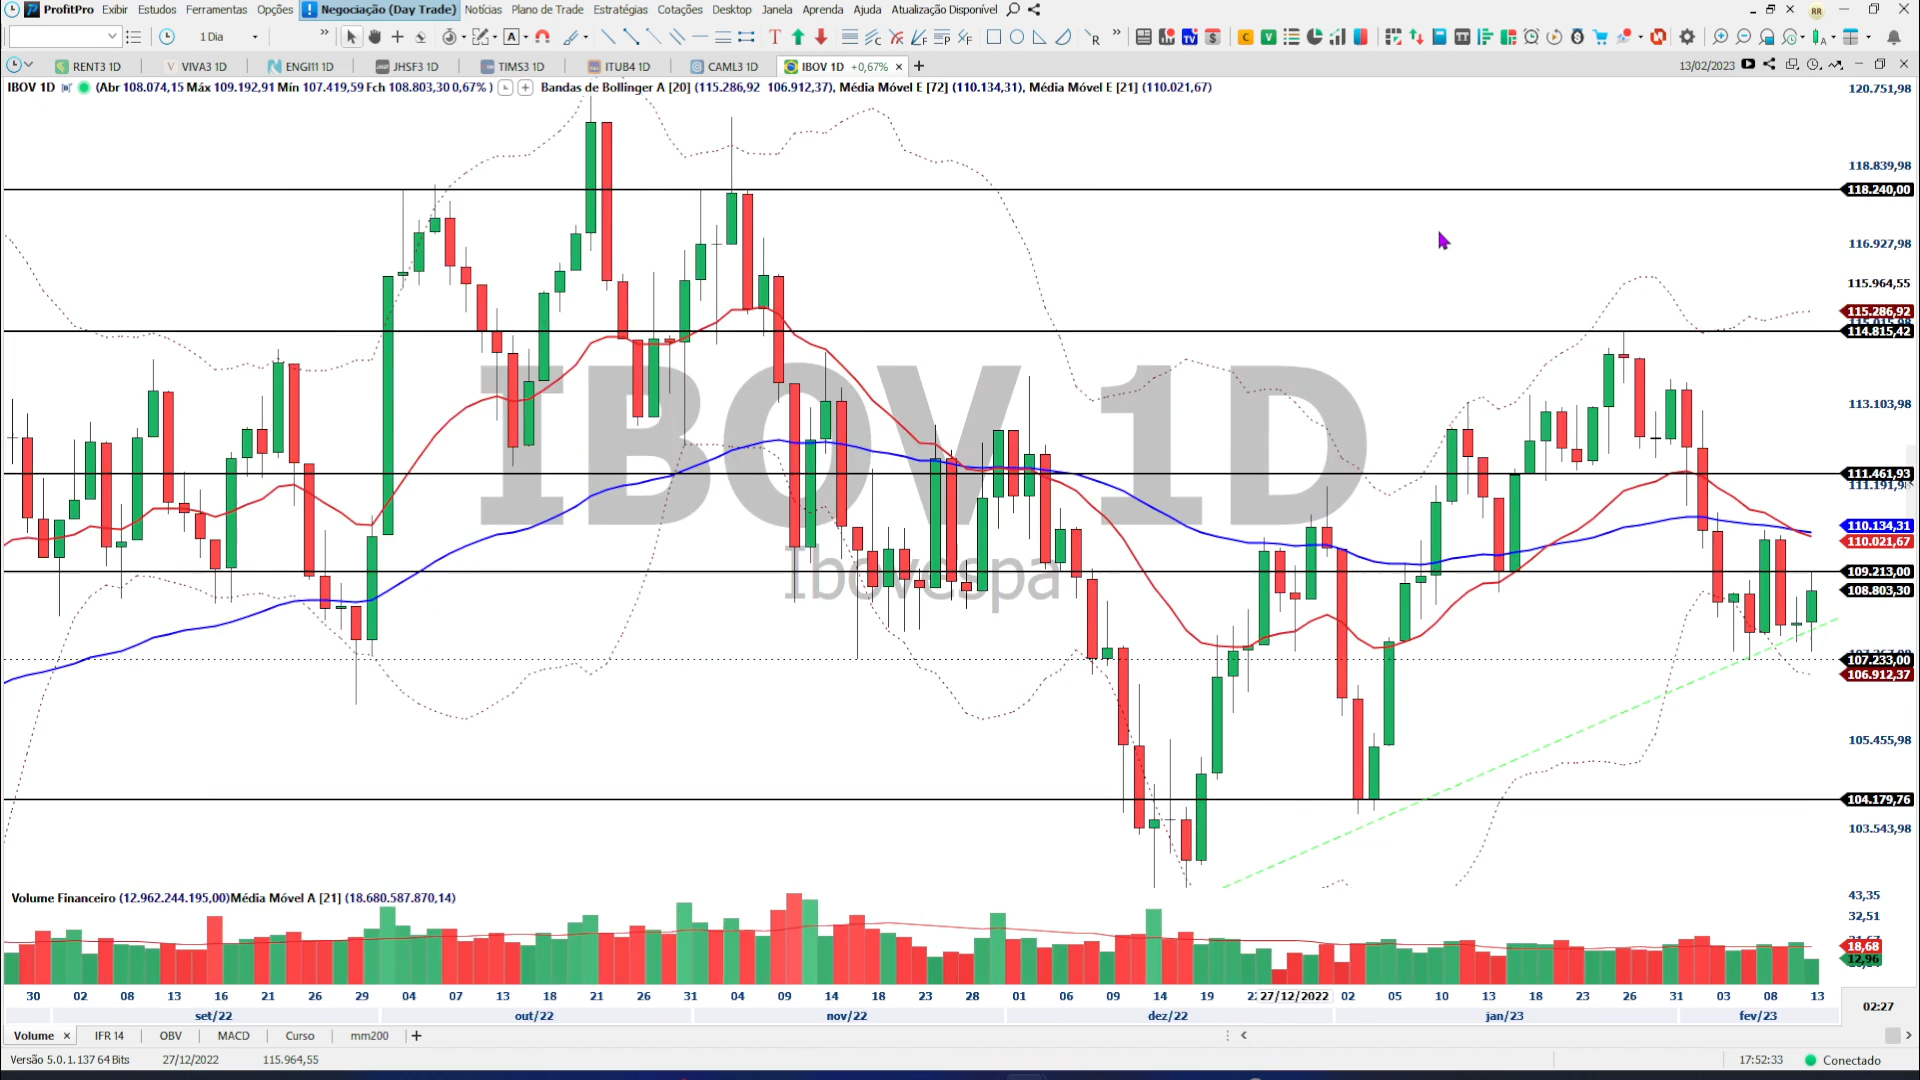 ProfitPro Exibir Estudos Ferramentas Opções Negociação (Day Trade) Notícias Plano de Trade Estratégias Cotações Desktop Janela Aprenda Ajuda Atualização Disponível RR
1 Dia
RENT3 1D VIVA3 1D ENGI11 1D JHSF3 1D TIMS3 1D ITUB4 1D CAML3 1D IBOV 1D +0,67% 13/02/2023
IBOV 1D (Abr 108.074,15 Máx 109.192,91 Mín 107.419,59 Fch 108.803,30 0,67% ) Bandas de Bollinger A [20] (115.286,92 106.912,37), Média Móvel E [72] (110.134,31), Média Móvel E [21] (110.021,67)
120.751,98
118.839,98
118.240,00
116.927,98
115.964,55
115.286,92
114.815,42
113.103,98
111.461,93
110.134,31
110.021,67
109.213,00
108.803,30
107.233,00
106.912,37
105.455,98
104.179,76
103.543,98
IBOV 1D
Ibovespa
Volume Financeiro (12.962.244.195,00) Média Móvel A [21] (18.680.587.870,14)
43,35
32,51
18,68
12,96
30 02 08 13 16 21 26 29 04 07 13 18 21 26 31 04 09 14 18 23 28 01 06 09 14 19 27/12/2022 02 05 10 13 18 23 26 31 03 08 13
set/22 out/22 nov/22 dez/22 jan/23 fev/23
02:27
Volume IFR 14 OBV MACD Curso mm200
Versão 5.0.1.137 64 Bits 27/12/2022 115.964,55 17:52:33 Conectado